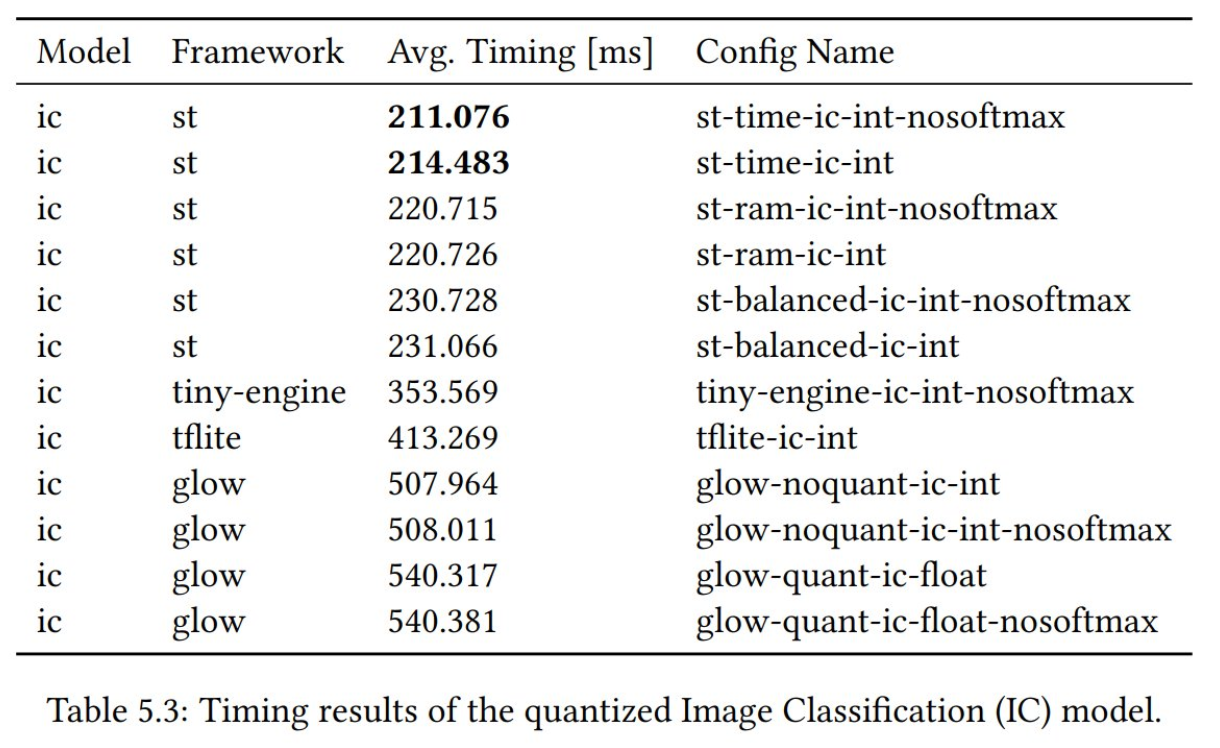 Model Framework Avg. Timing [ms] Config Name
ic st 211.076 st-time-ic-int-nosoftmax
ic st 214.483 st-time-ic-int
ic st 220.715 st-ram-ic-int-nosoftmax
ic st 220.726 st-ram-ic-int
ic st 230.728 st-balanced-ic-int-nosoftmax
ic st 231.066 st-balanced-ic-int
ic tiny-engine 353.569 tiny-engine-ic-int-nosoftmax
ic tflite 413.269 tflite-ic-int
ic glow 507.964 glow-noquant-ic-int
ic glow 508.011 glow-noquant-ic-int-nosoftmax
ic glow 540.317 glow-quant-ic-float
ic glow 540.381 glow-quant-ic-float-nosoftmax
Table 5.3: Timing results of the quantized Image Classification (IC) model.